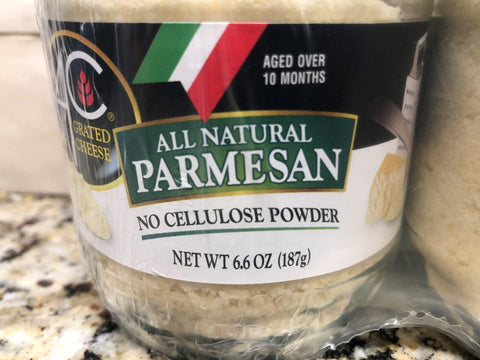 AGED OVER
10 MONTHS
C
GRATED
CHEESE
®
ALL NATURAL
PARMESAN
NO CELLULOSE POWDER
NET WT 6.6 OZ (187g)